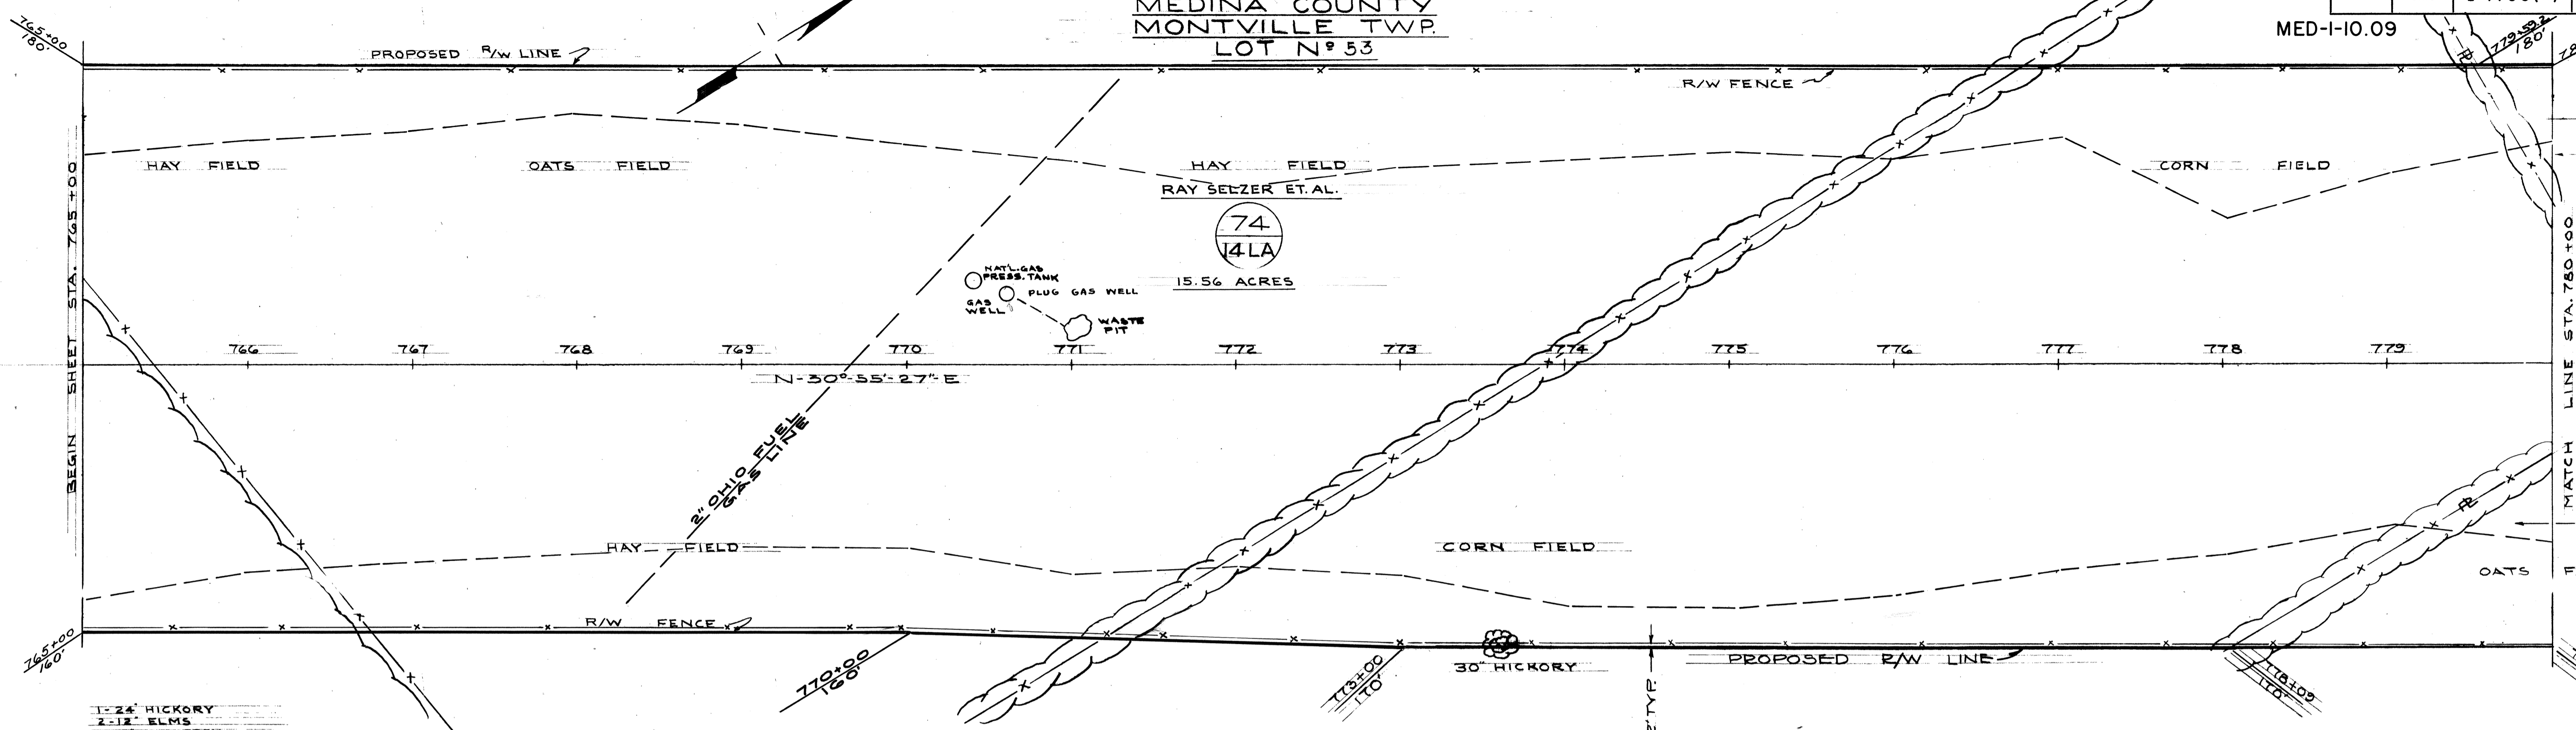 MEDINA COUNTY
MONTVILLE TWP.
LOT Nº 53
MED-1-10.09
765+00
180'
PROPOSED R/W LINE
R/W FENCE
779+59.2
180'
HAY FIELD
OATS FIELD
HAY FIELD
CORN FIELD
RAY SELZER ET. AL.
74
14 LA
15.56 ACRES
NAT'L. GAS
PRESS. TANK
PLUG GAS WELL
GAS
WELL
WASTE
PIT
BEGIN SHEET STA. 765+00
766
767
768
769
770
771
772
773
774
775
776
777
778
779
N-30°-55'-27"-E
MATCH LINE STA. 780+00
2" OHIO FUEL
GAS LINE
HAY FIELD
CORN FIELD
OATS F
R/W FENCE
765+00
160'
770+00
160'
773+00
170'
30" HICKORY
PROPOSED R/W LINE
778+09
170'
1-24" HICKORY
2-12" ELMS
TYP.